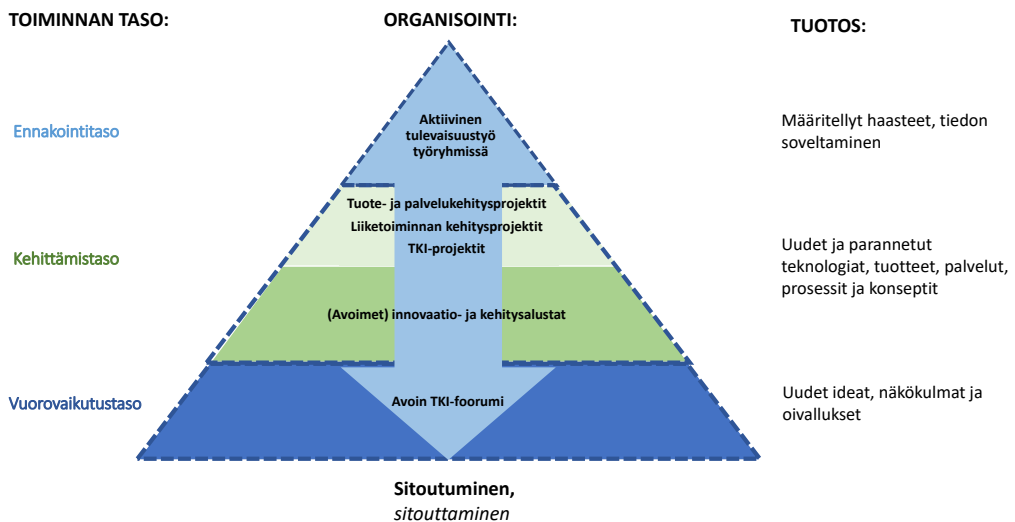 TOIMINNAN TASO:
ORGANISOINTI:
TUOTOS:
Ennakointitaso
Aktiivinen
tulevaisuustyö
työryhmissä
Määritellyt haasteet, tiedon
soveltaminen
Kehittämistaso
Tuote- ja palvelukehitysprojektit
Liiketoiminnan kehitysprojektit
TKI-projektit
(Avoimet) innovaatio- ja kehitysalustat
Uudet ja parannetut
teknologiat, tuotteet, palvelut,
prosessit ja konseptit
Vuorovaikutustaso
Avoin TKI-foorumi
Uudet ideat, näkökulmat ja
oivallukset
Sitoutuminen,
sitouttaminen